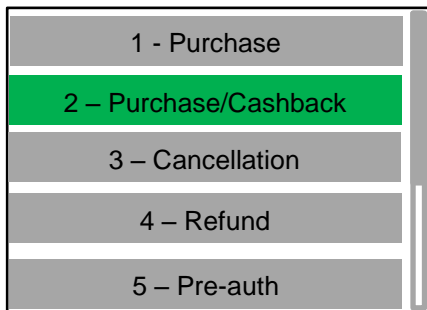 1 - Purchase
2 – Purchase/Cashback
3 – Cancellation
4 – Refund
5 – Pre-auth